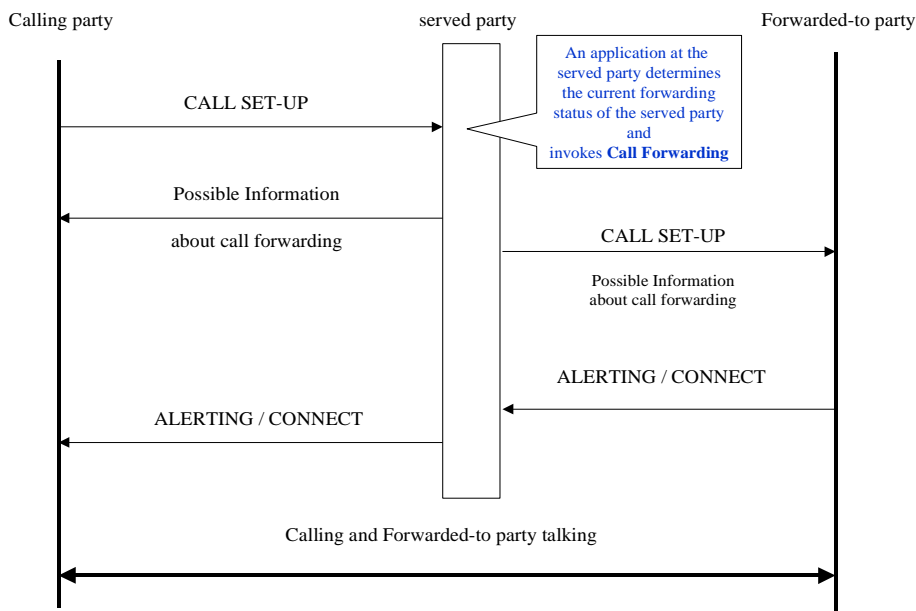 Calling party
served party
Forwarded-to party
An application at the
served party determines
the current forwarding
status of the served party
and
invokes Call Forwarding
CALL SET-UP
Possible Information
about call forwarding
CALL SET-UP
Possible Information
about call forwarding
ALERTING / CONNECT
ALERTING / CONNECT
Calling and Forwarded-to party talking